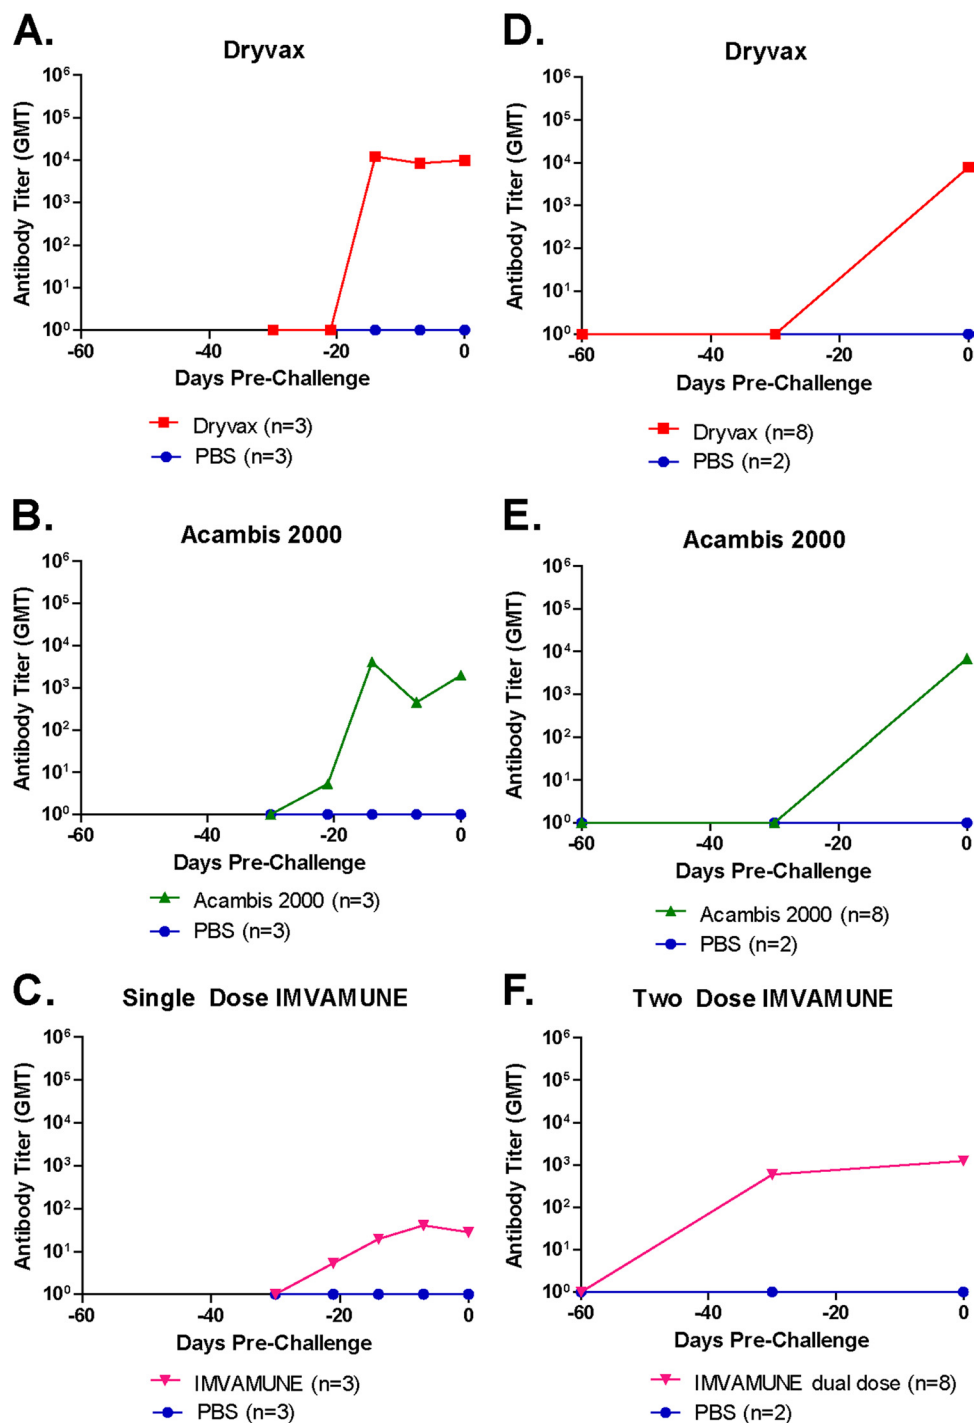 A.
Dryvax
Antibody Titer (GMT)
10⁶
10⁵
10⁴
10³
10²
10¹
10⁰
-60 -40 -20 0
Days Pre-Challenge
Dryvax (n=3)
PBS (n=3)
B.
Acambis 2000
Antibody Titer (GMT)
10⁶
10⁵
10⁴
10³
10²
10¹
10⁰
-60 -40 -20 0
Days Pre-Challenge
Acambis 2000 (n=3)
PBS (n=3)
C.
Single Dose IMVAMUNE
Antibody Titer (GMT)
10⁶
10⁵
10⁴
10³
10²
10¹
10⁰
-60 -40 -20 0
Days Pre-Challenge
IMVAMUNE (n=3)
PBS (n=3)
D.
Dryvax
Antibody Titer (GMT)
10⁶
10⁵
10⁴
10³
10²
10¹
10⁰
-60 -40 -20 0
Days Pre-Challenge
Dryvax (n=8)
PBS (n=2)
E.
Acambis 2000
Antibody Titer (GMT)
10⁶
10⁵
10⁴
10³
10²
10¹
10⁰
-60 -40 -20 0
Days Pre-Challenge
Acambis 2000 (n=8)
PBS (n=2)
F.
Two Dose IMVAMUNE
Antibody Titer (GMT)
10⁶
10⁵
10⁴
10³
10²
10¹
10⁰
-60 -40 -20 0
Days Pre-Challenge
IMVAMUNE dual dose (n=8)
PBS (n=2)